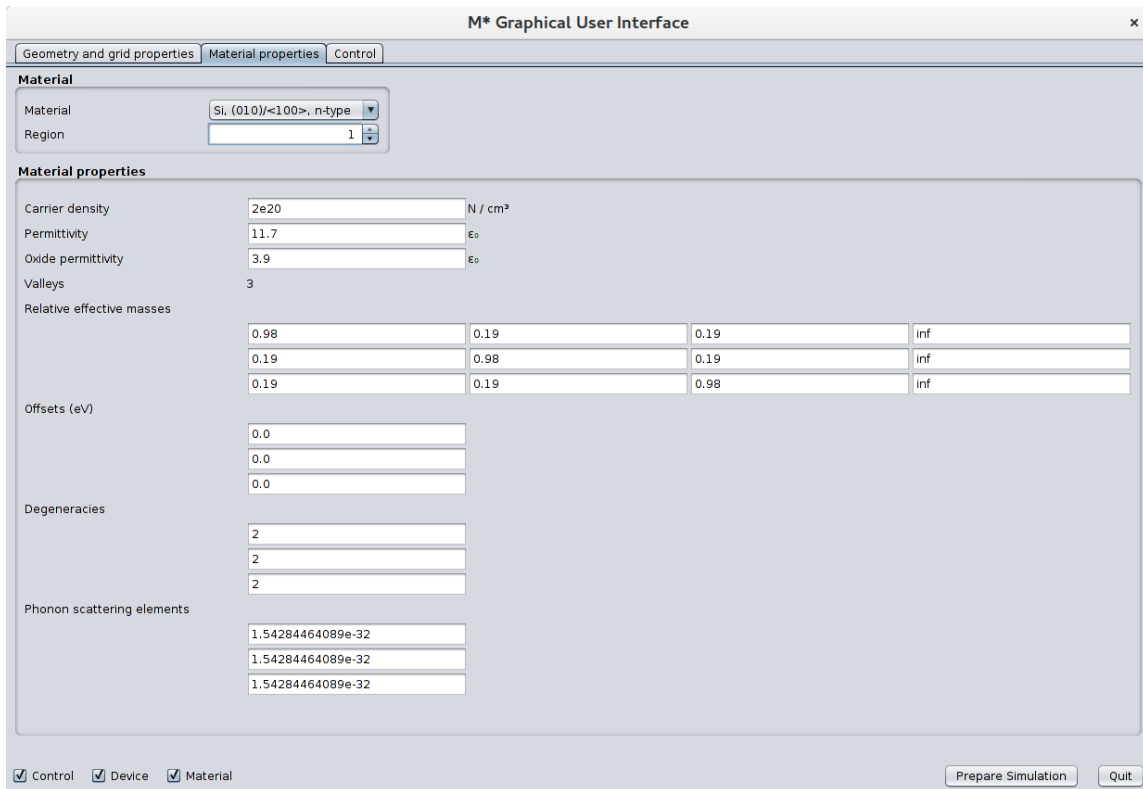 M* Graphical User Interface ×
Geometry and grid properties Material properties Control
Material
Material Si, (010)/<100>, n-type
Region 1
Material properties
Carrier density 2e20 N / cm³
Permittivity 11.7 ε₀
Oxide permittivity 3.9 ε₀
Valleys 3
Relative effective masses
0.98 0.19 0.19 inf
0.19 0.98 0.19 inf
0.19 0.19 0.98 inf
Offsets (eV)
0.0
0.0
0.0
Degeneracies
2
2
2
Phonon scattering elements
1.54284464089e-32
1.54284464089e-32
1.54284464089e-32
Control Device Material Prepare Simulation Quit